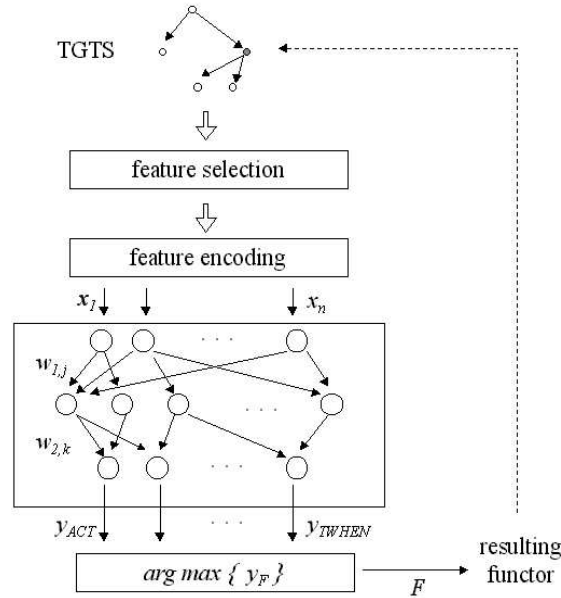 TGTS
feature selection
feature encoding
x1 xn
. . .
w1,j
. . .
w2,k
. . .
yACT . . . . yTWHEN
arg max { yF }
F
resulting
functor